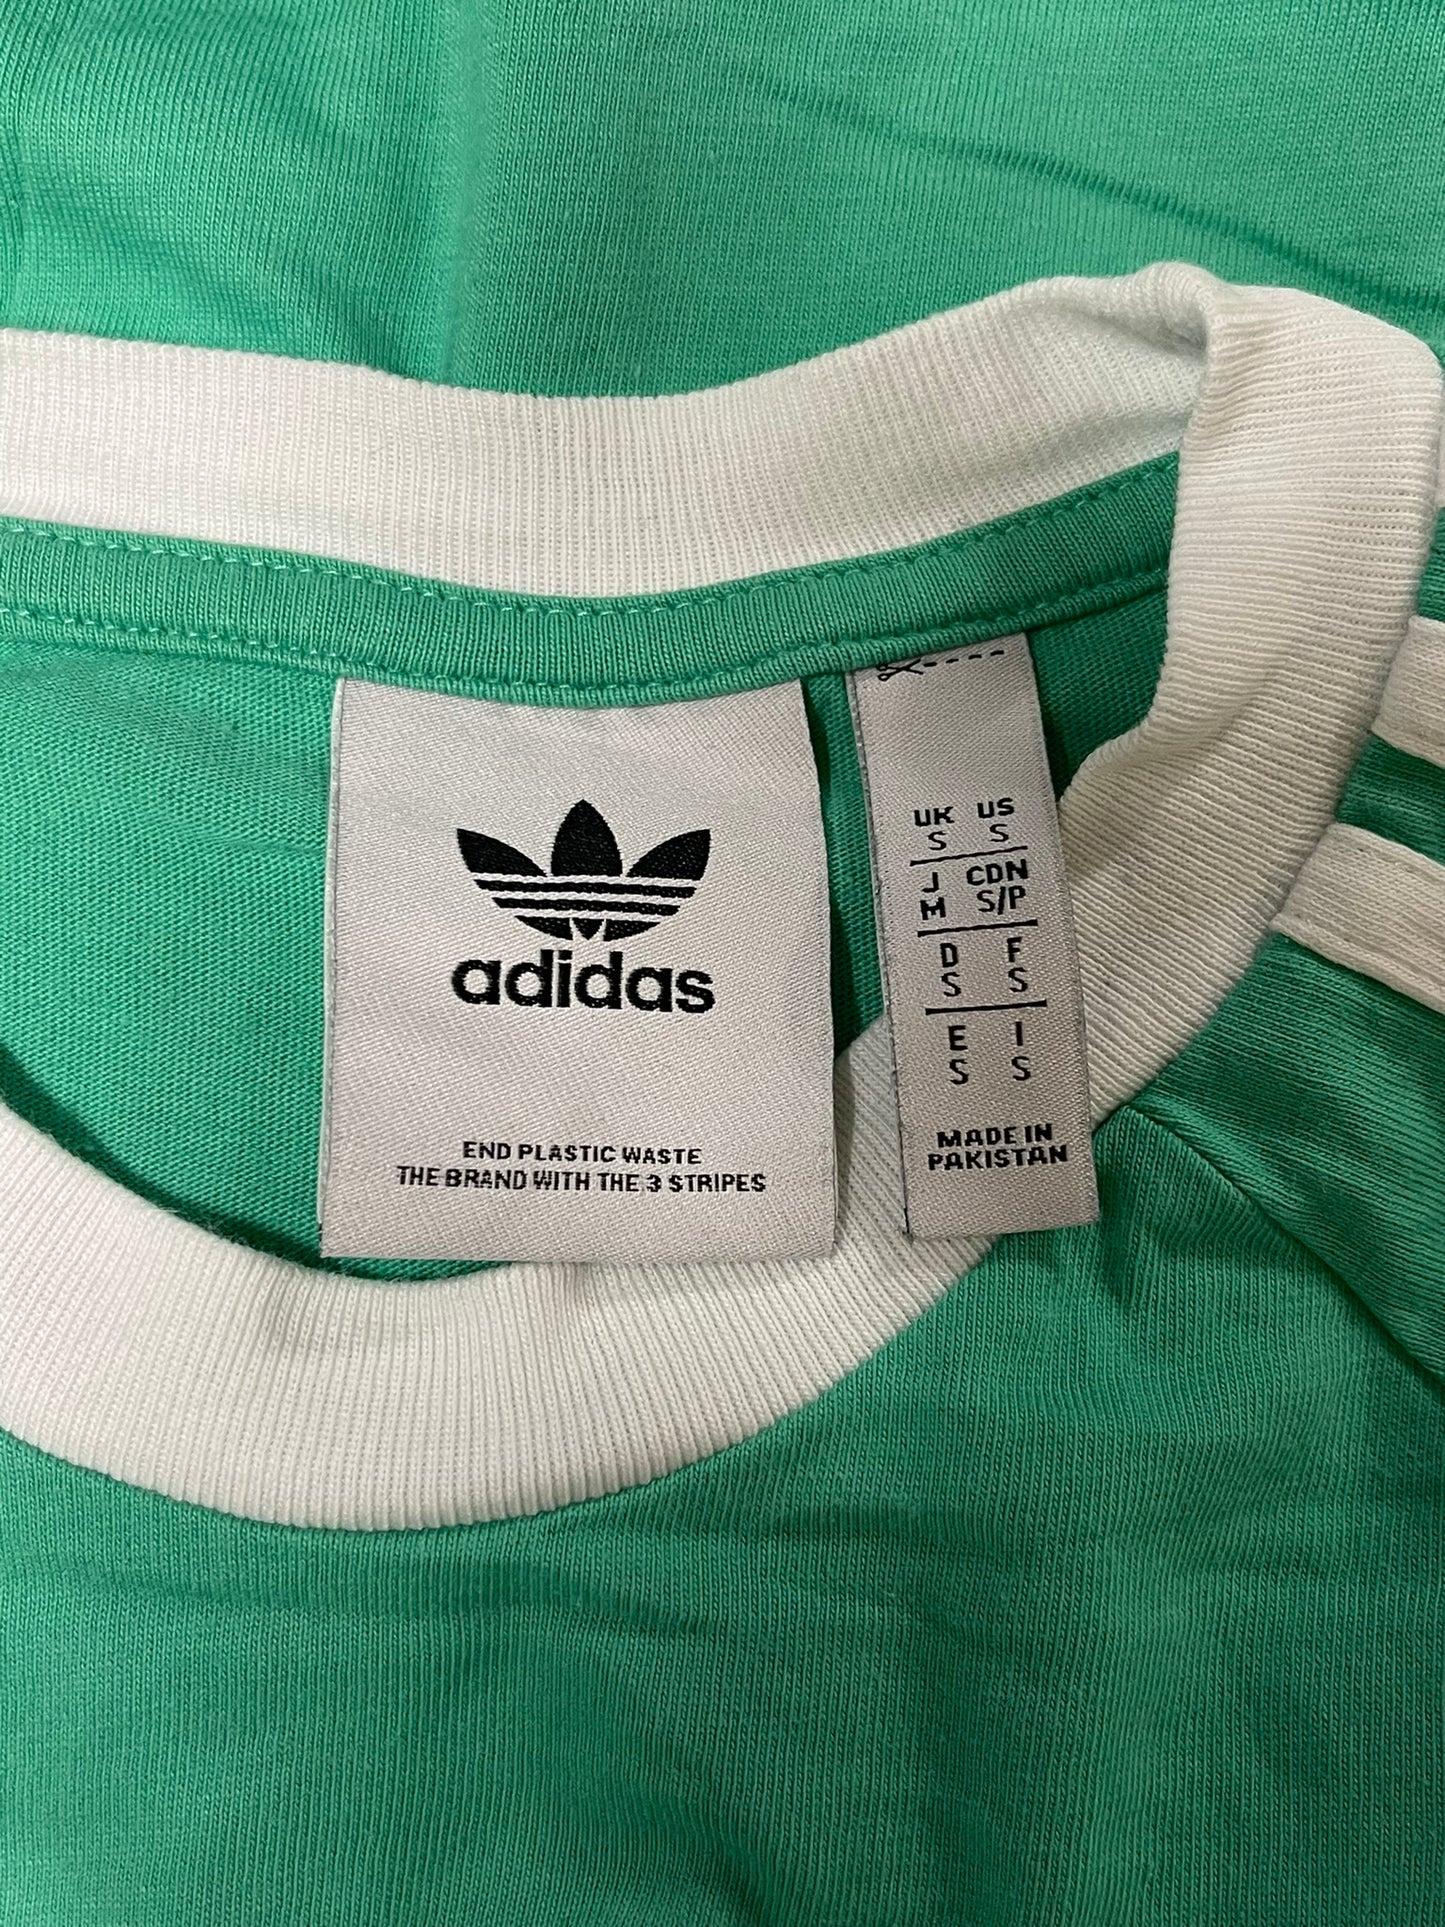 adidas
END PLASTIC WASTE
THE BRAND WITH THE 3 STRIPES
UK US
S S
J CDN
M S/P
D F
S S
E I
S S
MADE IN
PAKISTAN